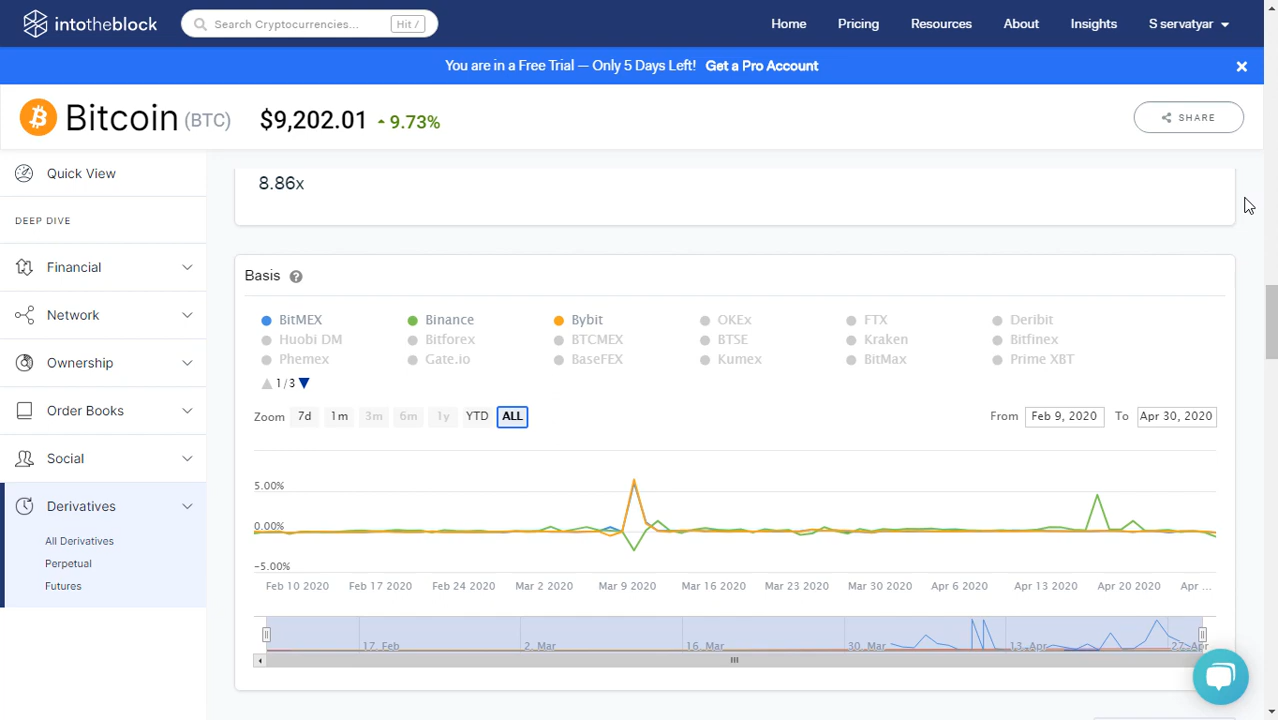 intotheblock Search Cryptocurrencies... Hit / Home Pricing Resources About Insights S servatyar
You are in a Free Trial — Only 5 Days Left! Get a Pro Account ×
Bitcoin (BTC) $9,202.01 9.73% SHARE
Quick View
DEEP DIVE
Financial
Network
Ownership
Order Books
Social
Derivatives
All Derivatives
Perpetual
Futures
8.86x
Basis ?
BitMEX Binance Bybit OKEx FTX Deribit
Huobi DM Bitforex BTCMEX BTSE Kraken Bitfinex
Phemex Gate.io BaseFEX Kumex BitMax Prime XBT
1/3
Zoom 7d 1m 3m 6m 1y YTD ALL From Feb 9, 2020 To Apr 30, 2020
5.00%
0.00%
−5.00%
Feb 10 2020 Feb 17 2020 Feb 24 2020 Mar 2 2020 Mar 9 2020 Mar 16 2020 Mar 23 2020 Mar 30 2020 Apr 6 2020 Apr 13 2020 Apr 20 2020 Apr ...
17. Feb 2. Mar 16. Mar 30. Mar 13. Apr 27. Apr